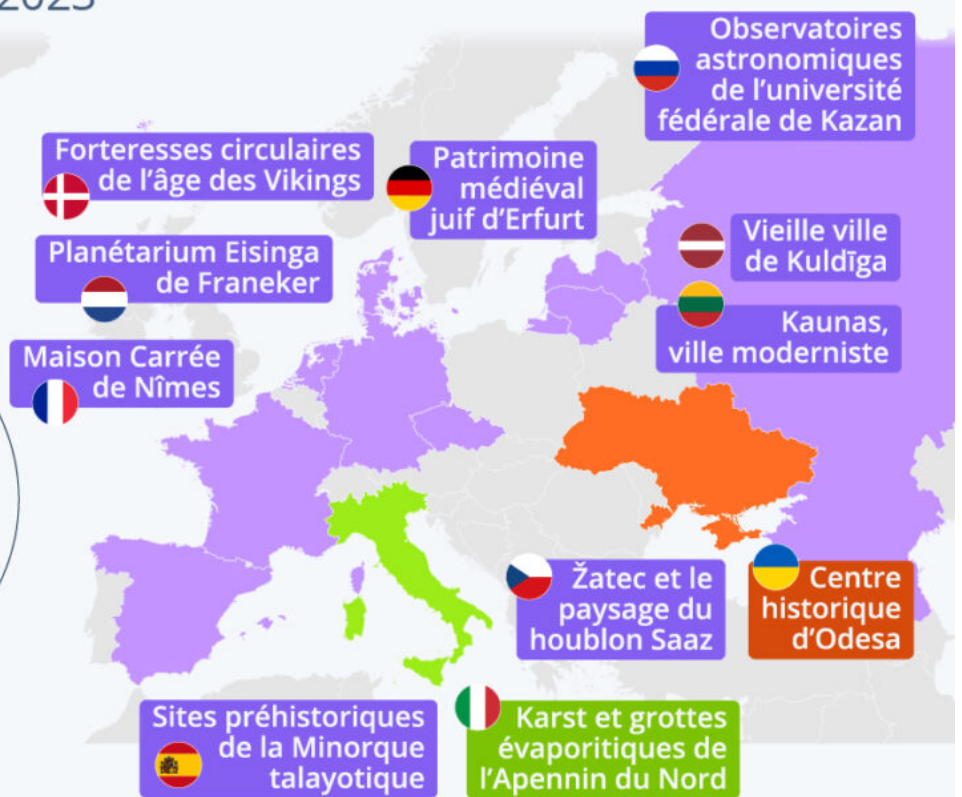 2023
Observatoires
astronomiques
de l'université
fédérale de Kazan
Forteresses circulaires
de l'âge des Vikings
Patrimoine
médiéval
juif d'Erfurt
Planétarium Eisinga
de Franeker
Vieille ville
de Kuldīga
Kaunas,
ville moderniste
Maison Carrée
de Nîmes
Žatec et le
paysage du
houblon Saaz
Centre
historique
d'Odesa
Sites préhistoriques
de la Minorque
talayotique
Karst et grottes
évaporitiques de
l'Apennin du Nord